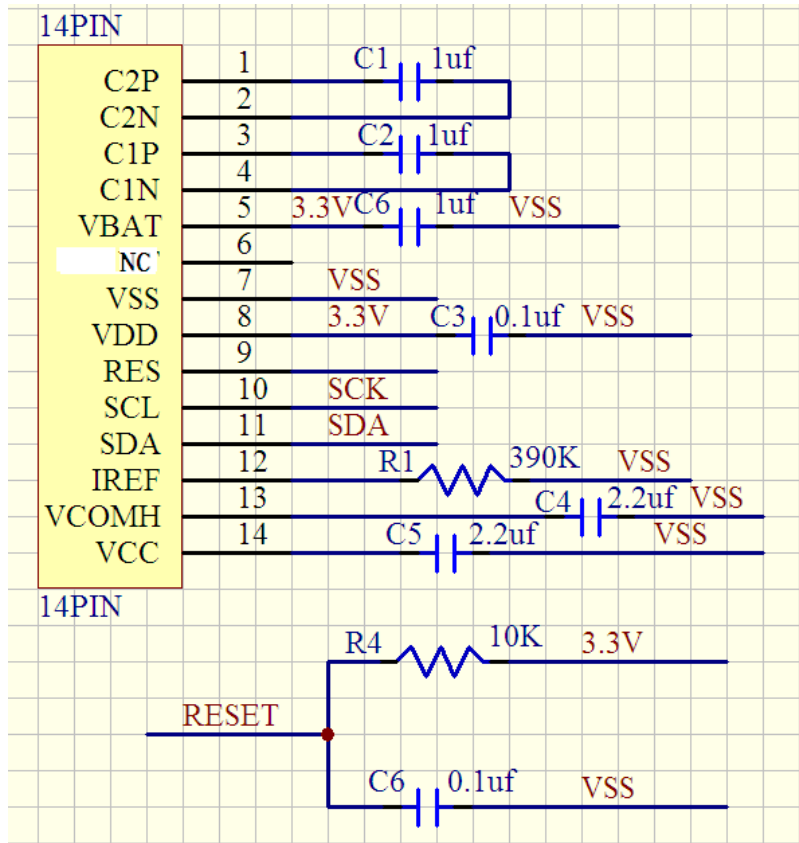 14PIN
C2P 1 C1 1uf
C2N 2
C1P 3 C2 1uf
C1N 4
VBAT 5 3.3V C6 1uf VSS
NC 6
VSS 7 VSS
VDD 8 3.3V C3 0.1uf VSS
RES 9
SCL 10 SCK
SDA 11 SDA
IREF 12 R1 390K VSS
VCOMH 13 C4 2.2uf VSS
VCC 14 C5 2.2uf VSS
14PIN
R4 10K 3.3V
RESET
C6 0.1uf VSS